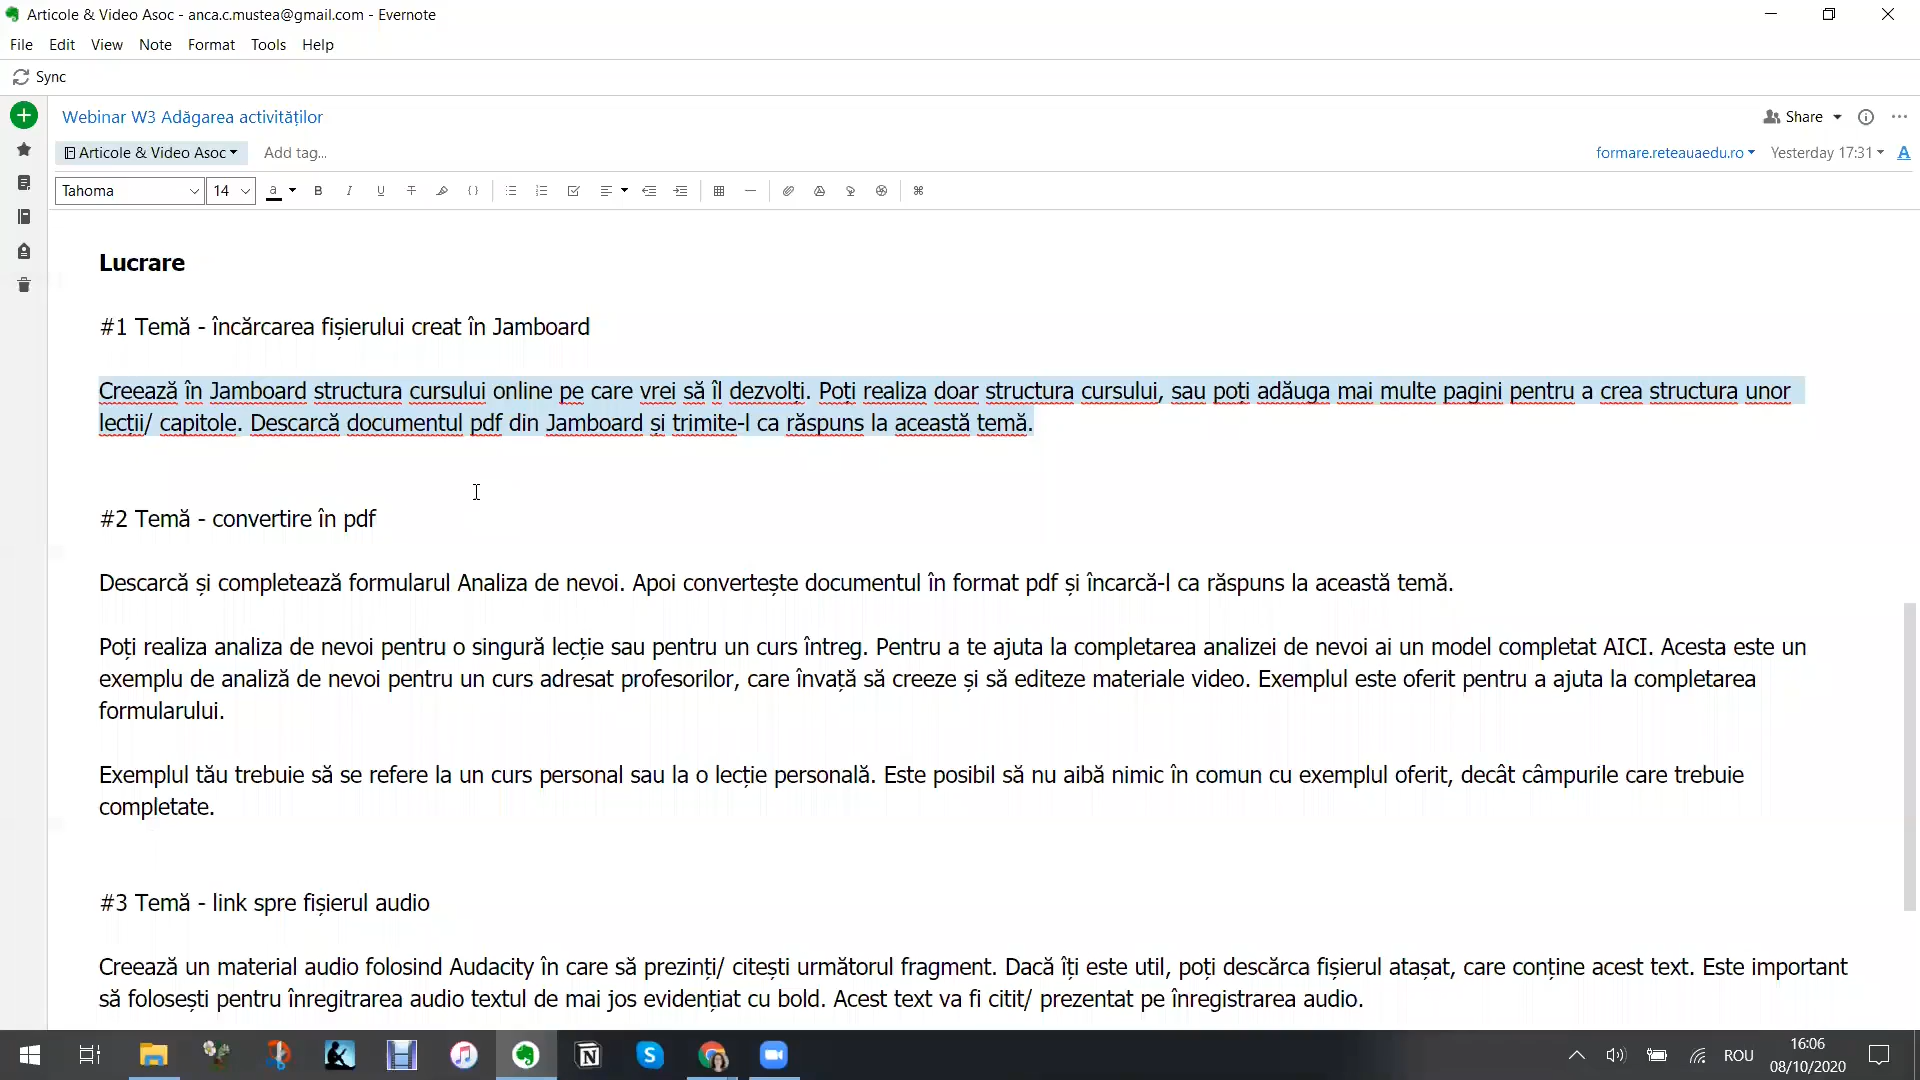 Articole & Video Asoc - anca.c.mustea@gmail.com - Evernote
File Edit View Note Format Tools Help
Sync
Webinar W3 Adăgarea activităților
Share
Articole & Video Asoc Add tag...
formare.reteauaedu.ro Yesterday 17:31 A
Tahoma 14 a B I U T
Lucrare
#1 Temă - încărcarea fișierului creat în Jamboard
Creează în Jamboard structura cursului online pe care vrei să îl dezvolți. Poți realiza doar structura cursului, sau poți adăuga mai multe pagini pentru a crea structura unor
lecții/ capitole. Descarcă documentul pdf din Jamboard și trimite-l ca răspuns la această temă.
#2 Temă - convertire în pdf
Descarcă și completează formularul Analiza de nevoi. Apoi convertește documentul în format pdf și încarcă-l ca răspuns la această temă.
Poți realiza analiza de nevoi pentru o singură lecție sau pentru un curs întreg. Pentru a te ajuta la completarea analizei de nevoi ai un model completat AICI. Acesta este un
exemplu de analiză de nevoi pentru un curs adresat profesorilor, care învață să creeze și să editeze materiale video. Exemplul este oferit pentru a ajuta la completarea
formularului.
Exemplul tău trebuie să se refere la un curs personal sau la o lecție personală. Este posibil să nu aibă nimic în comun cu exemplul oferit, decât câmpurile care trebuie
completate.
#3 Temă - link spre fișierul audio
Creează un material audio folosind Audacity în care să prezinți/ citești următorul fragment. Dacă îți este util, poți descărca fișierul atașat, care conține acest text. Este important
să folosești pentru înregitrarea audio textul de mai jos evidențiat cu bold. Acest text va fi citit/ prezentat pe înregistrarea audio.
ROU
16:06
08/10/2020